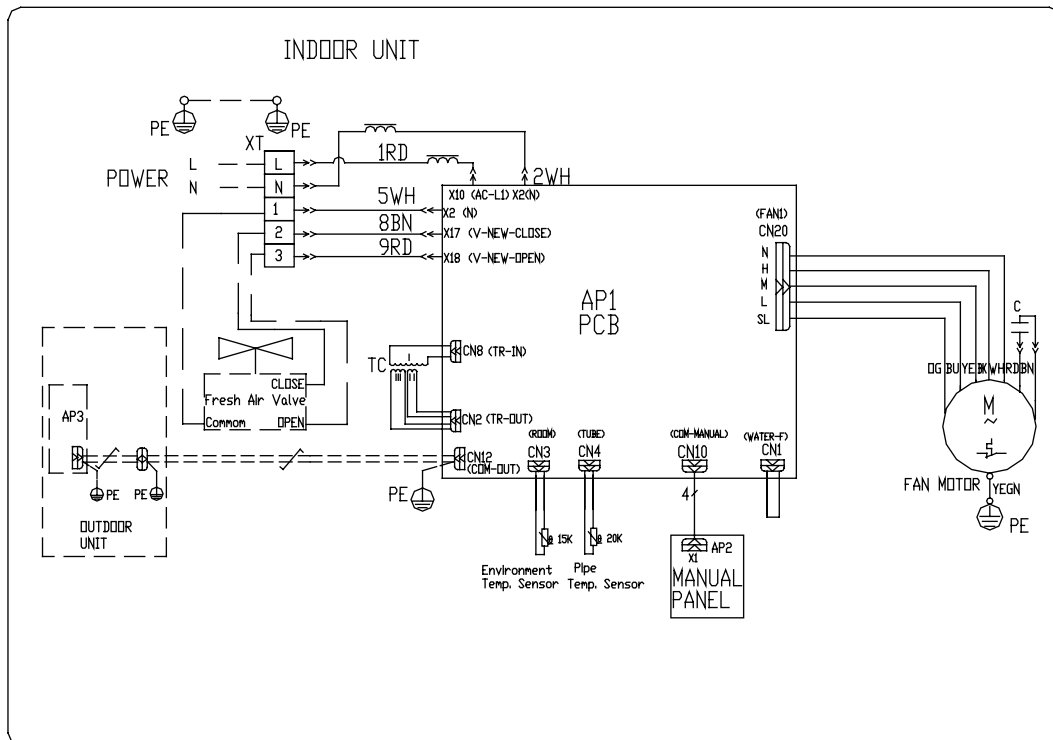 INDOOR UNIT
PE
PE
XT
L
L
1RD
POWER
N
N
2WH
X10 (AC-L1) X2(N)
1
5WH
X2 (N)
2
8BN
X17 (V-NEW-CLOSE)
3
9RD
X18 (V-NEW-OPEN)
(FAN1)
CN20
N
H
M
L
SL
AP1
PCB
C
TC
I
III
II
CN8 (TR-IN)
CN2 (TR-OUT)
CLOSE
Fresh Air Valve
Commom
OPEN
OG BU YE BK WH RD BN
M
~
AP3
CN12
(COM-OUT)
(ROOM)
CN3
(TUBE)
CN4
(COM-MANUAL)
CN10
(WATER-F)
CN1
PE
PE
PE
FAN MOTOR
YEGN
PE
4
OUTDOOR
UNIT
15K
20K
Environment
Temp. Sensor
Pipe
Temp. Sensor
X1
AP2
MANUAL
PANEL